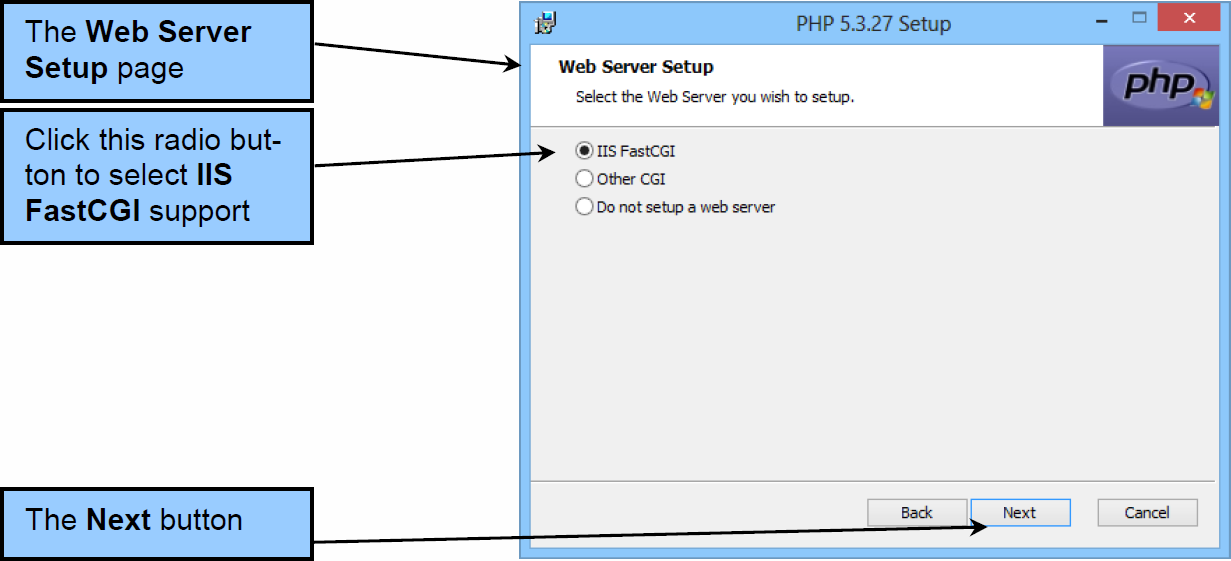 The Web Server
Setup page
Click this radio but-
ton to select IIS
FastCGI support
The Next button
PHP 5.3.27 Setup
Web Server Setup
Select the Web Server you wish to setup.
php
IIS FastCGI
Other CGI
Do not setup a web server
Back Next Cancel